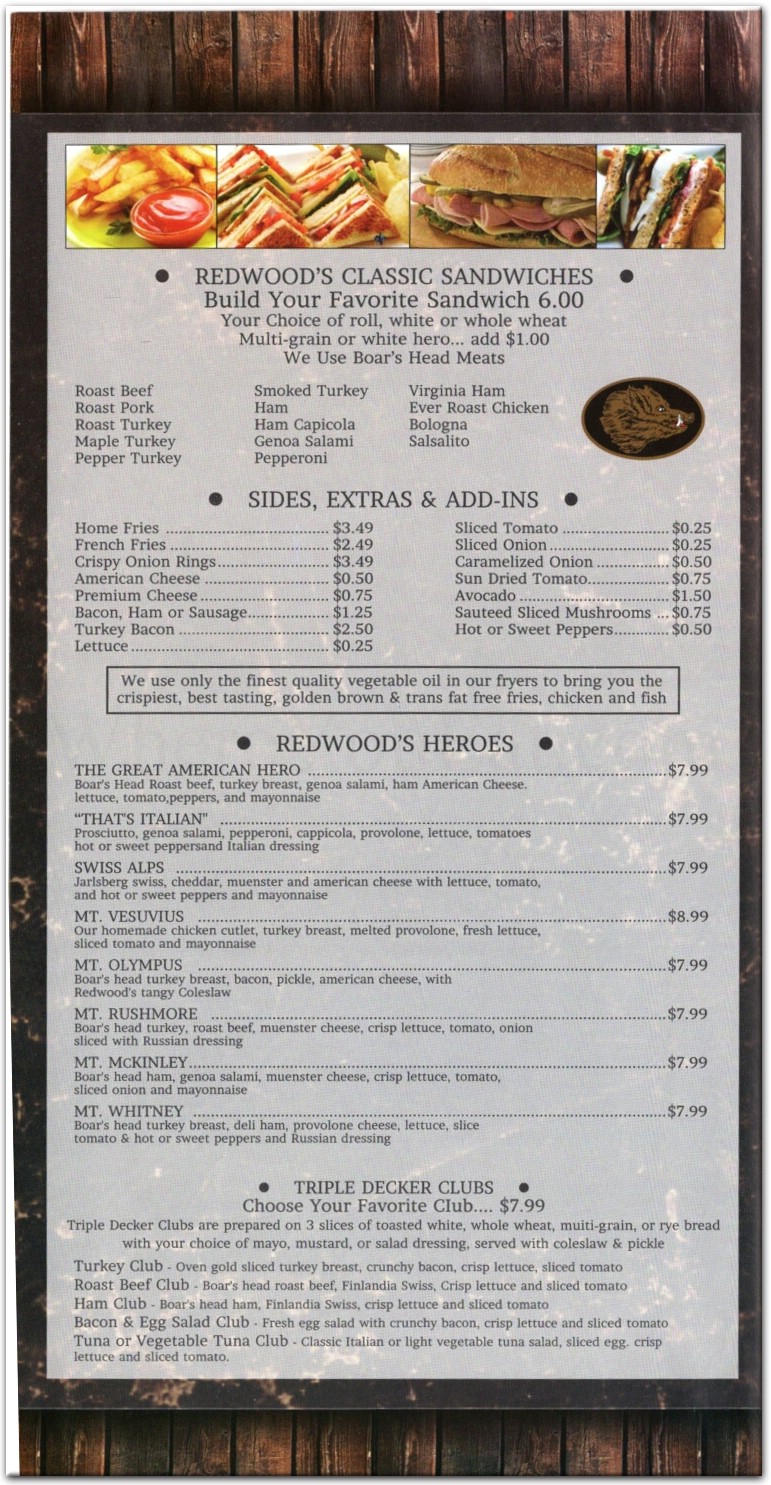 ● REDWOOD'S CLASSIC SANDWICHES ●
Build Your Favorite Sandwich 6.00
Your Choice of roll, white or whole wheat
Multi-grain or white hero... add $1.00
We Use Boar's Head Meats
Roast Beef
Roast Pork
Roast Turkey
Maple Turkey
Pepper Turkey
Smoked Turkey
Ham
Ham Capicola
Genoa Salami
Pepperoni
Virginia Ham
Ever Roast Chicken
Bologna
Salsalito
● SIDES, EXTRAS & ADD-INS ●
Home Fries ................................ $3.49
French Fries ............................... $2.49
Crispy Onion Rings...................... $3.49
American Cheese ........................ $0.50
Premium Cheese......................... $0.75
Bacon, Ham or Sausage................ $1.25
Turkey Bacon ............................. $2.50
Lettuce...................................... $0.25
Sliced Tomato ..................... $0.25
Sliced Onion....................... $0.25
Caramelized Onion .............. $0.50
Sun Dried Tomato................ $0.75
Avocado ............................ $1.50
Sauteed Sliced Mushrooms ... $0.75
Hot or Sweet Peppers............ $0.50
We use only the finest quality vegetable oil in our fryers to bring you the
crispiest, best tasting, golden brown & trans fat free fries, chicken and fish
● REDWOOD'S HEROES ●
THE GREAT AMERICAN HERO ................................................$7.99
Boar's Head Roast beef, turkey breast, genoa salami, ham American Cheese.
lettuce, tomato,peppers, and mayonnaise
“THAT'S ITALIAN" ................................................$7.99
Prosciutto, genoa salami, pepperoni, cappicola, provolone, lettuce, tomatoes
hot or sweet peppersand Italian dressing
SWISS ALPS ................................................$7.99
Jarlsberg swiss, cheddar, muenster and american cheese with lettuce, tomato,
and hot or sweet peppers and mayonnaise
MT. VESUVIUS ................................................$8.99
Our homemade chicken cutlet, turkey breast, melted provolone, fresh lettuce,
sliced tomato and mayonnaise
MT. OLYMPUS ................................................$7.99
Boar's head turkey breast, bacon, pickle, american cheese, with
Redwood's tangy Coleslaw
MT. RUSHMORE ................................................$7.99
Boar's head turkey, roast beef, muenster cheese, crisp lettuce, tomato, onion
sliced with Russian dressing
MT. McKINLEY................................................$7.99
Boar's head ham, genoa salami, muenster cheese, crisp lettuce, tomato,
sliced onion and mayonnaise
MT. WHITNEY ................................................$7.99
Boar's head turkey breast, deli ham, provolone cheese, lettuce, slice
tomato & hot or sweet peppers and Russian dressing
● TRIPLE DECKER CLUBS ●
Choose Your Favorite Club.... $7.99
Triple Decker Clubs are prepared on 3 slices of toasted white, whole wheat, muiti-grain, or rye bread
with your choice of mayo, mustard, or salad dressing, served with coleslaw & pickle
Turkey Club - Oven gold sliced turkey breast, crunchy bacon, crisp lettuce, sliced tomato
Roast Beef Club - Boar's head roast beef, Finlandia Swiss, Crisp lettuce and sliced tomato
Ham Club - Boar's head ham, Finlandia Swiss, crisp lettuce and sliced tomato
Bacon & Egg Salad Club - Fresh egg salad with crunchy bacon, crisp lettuce and sliced tomato
Tuna or Vegetable Tuna Club - Classic Italian or light vegetable tuna salad, sliced egg. crisp
lettuce and sliced tomato.